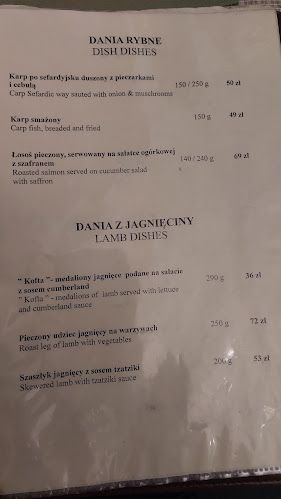 DANIA RYBNE
DISH DISHES
Karp po sefardyjsku duszony z pieczarkami
i cebulą 150 / 250 g 50 zł
Carp Sefardic way sauted with onion & muschrooms
Karp smażony 150 g 49 zł
Carp fish, breaded and fried
Łosoś pieczony, serwowany na sałatce ogórkowej 140 / 240 g 69 zł
z szafranem
Roasted salmon served on cucumber salad
with saffron
DANIA Z JAGNIĘCINY
LAMB DISHES
" Kofta "- medaliony jagnięce podane na sałacie 200 g 36 zł
z sosem cumberland
" Kofta " - medalions of lamb served with lettuce
and cumberland sauce
Pieczony udziec jagnięcy na warzywach 250 g 72 zł
Roast leg of lamb with vegetables
Szaszłyk jagnięcy z sosem tzatziki 200 g 53 zł
Skewered lamb with tzatziki sauce